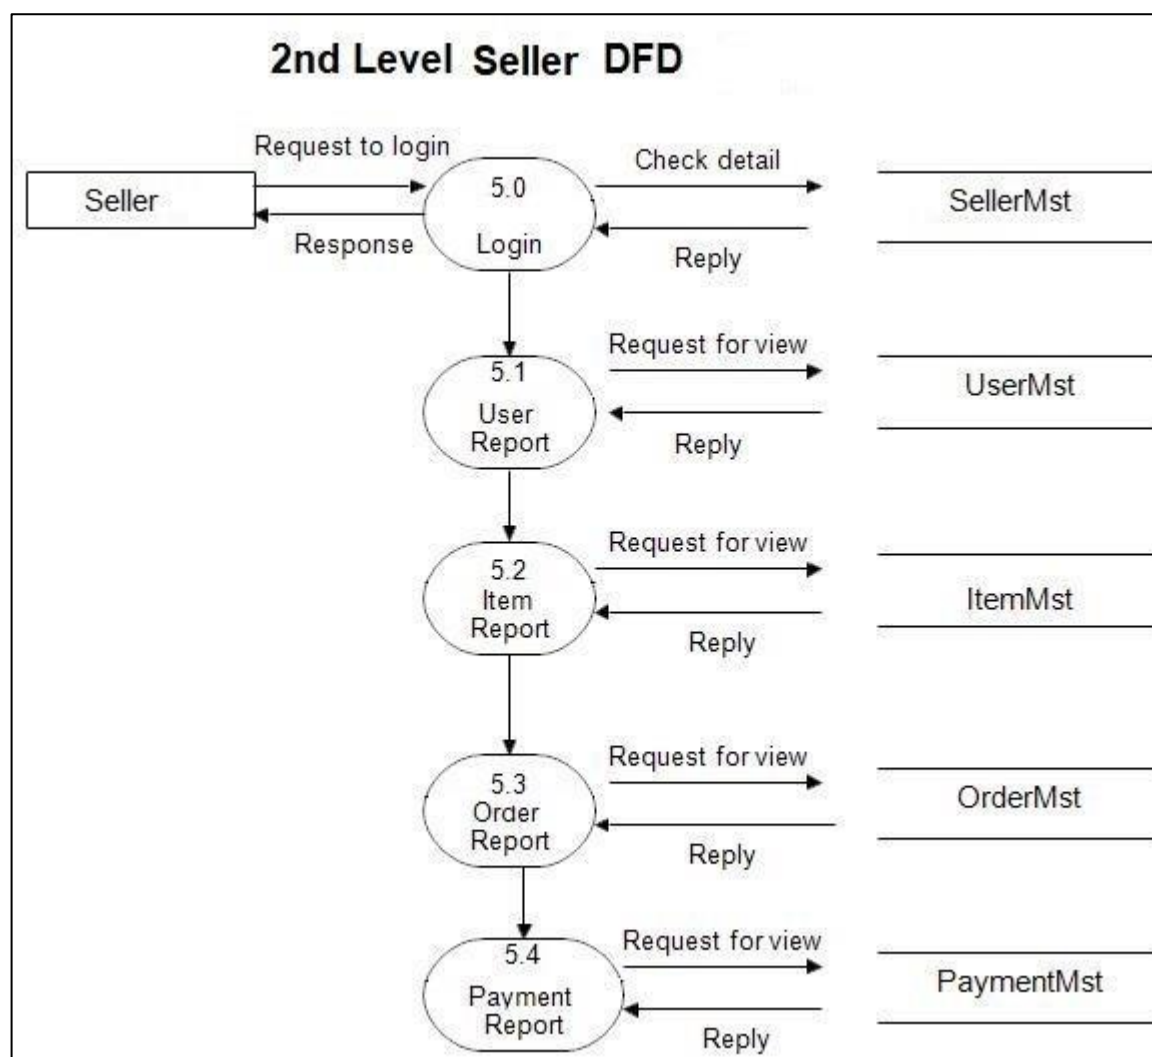 2nd Level Seller DFD
Request to login
Check detail
Seller
5.0
Login
SellerMst
Response
Reply
Request for view
5.1
User
Report
UserMst
Reply
Request for view
5.2
Item
Report
ItemMst
Reply
Request for view
5.3
Order
Report
OrderMst
Reply
Request for view
5.4
Payment
Report
PaymentMst
Reply